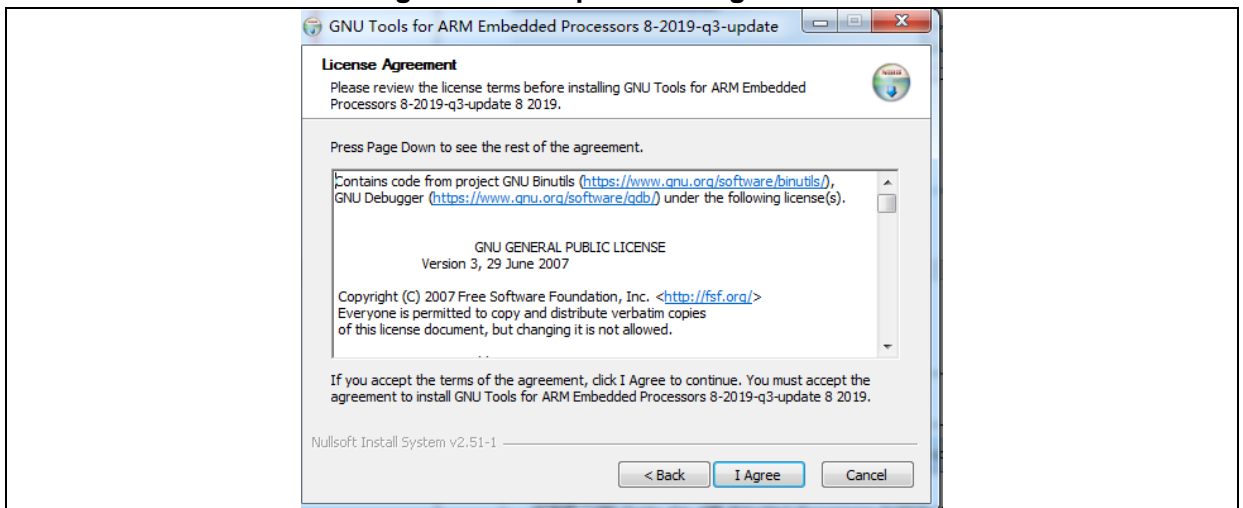 GNU Tools for ARM Embedded Processors 8-2019-q3-update
License Agreement
Please review the license terms before installing GNU Tools for ARM Embedded
Processors 8-2019-q3-update 8 2019.
Press Page Down to see the rest of the agreement.
Contains code from project GNU Binutils (https://www.gnu.org/software/binutils/),
GNU Debugger (https://www.gnu.org/software/gdb/) under the following license(s).
GNU GENERAL PUBLIC LICENSE
Version 3, 29 June 2007
Copyright (C) 2007 Free Software Foundation, Inc. <http://fsf.org/>
Everyone is permitted to copy and distribute verbatim copies
of this license document, but changing it is not allowed.
If you accept the terms of the agreement, click I Agree to continue. You must accept the
agreement to install GNU Tools for ARM Embedded Processors 8-2019-q3-update 8 2019.
Nullsoft Install System v2.51-1
< Back I Agree Cancel